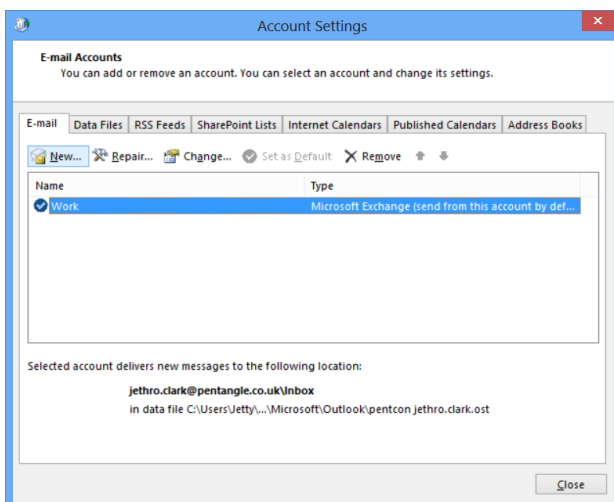 Account Settings
E-mail Accounts
You can add or remove an account. You can select an account and change its settings.
E-mail Data Files RSS Feeds SharePoint Lists Internet Calendars Published Calendars Address Books
New... Repair... Change... Set as Default Remove
Name Type
Work Microsoft Exchange (send from this account by def...
Selected account delivers new messages to the following location:
jethro.clark@pentangle.co.uk\Inbox
in data file C:\Users\Jetty\...\Microsoft\Outlook\pentcon jethro.clark.ost
Close